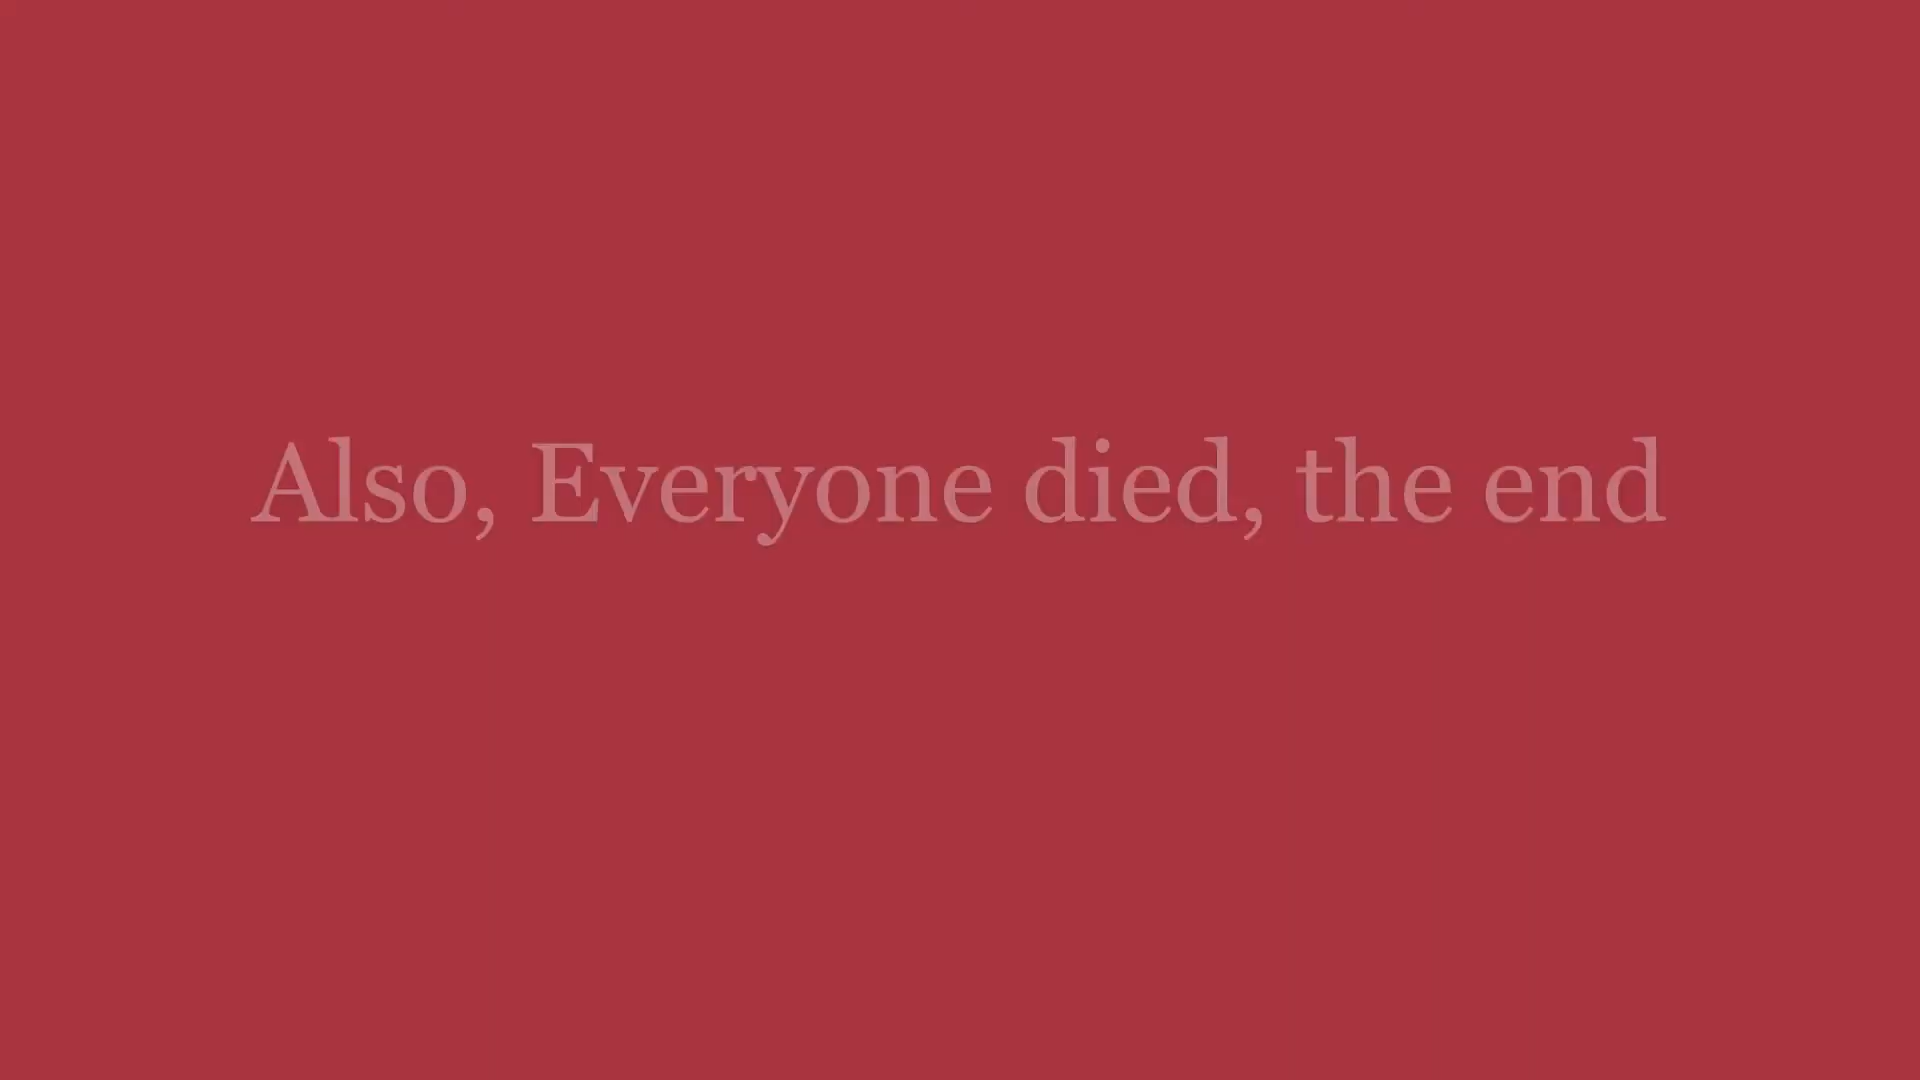 Also, Everyone died, the end